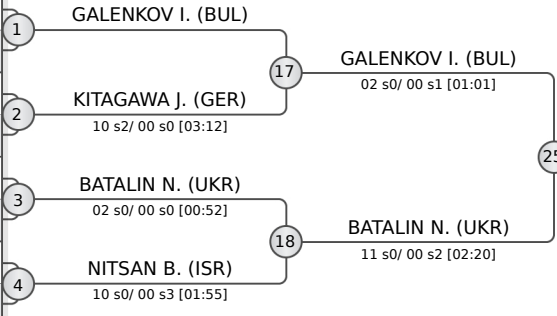 GALENKOV I. (BUL)
1
17
GALENKOV I. (BUL)
02 s0/ 00 s1 [01:01]
KITAGAWA J. (GER)
2
10 s2/ 00 s0 [03:12]
25
BATALIN N. (UKR)
3
02 s0/ 00 s0 [00:52]
18
BATALIN N. (UKR)
11 s0/ 00 s2 [02:20]
NITSAN B. (ISR)
4
10 s0/ 00 s3 [01:55]